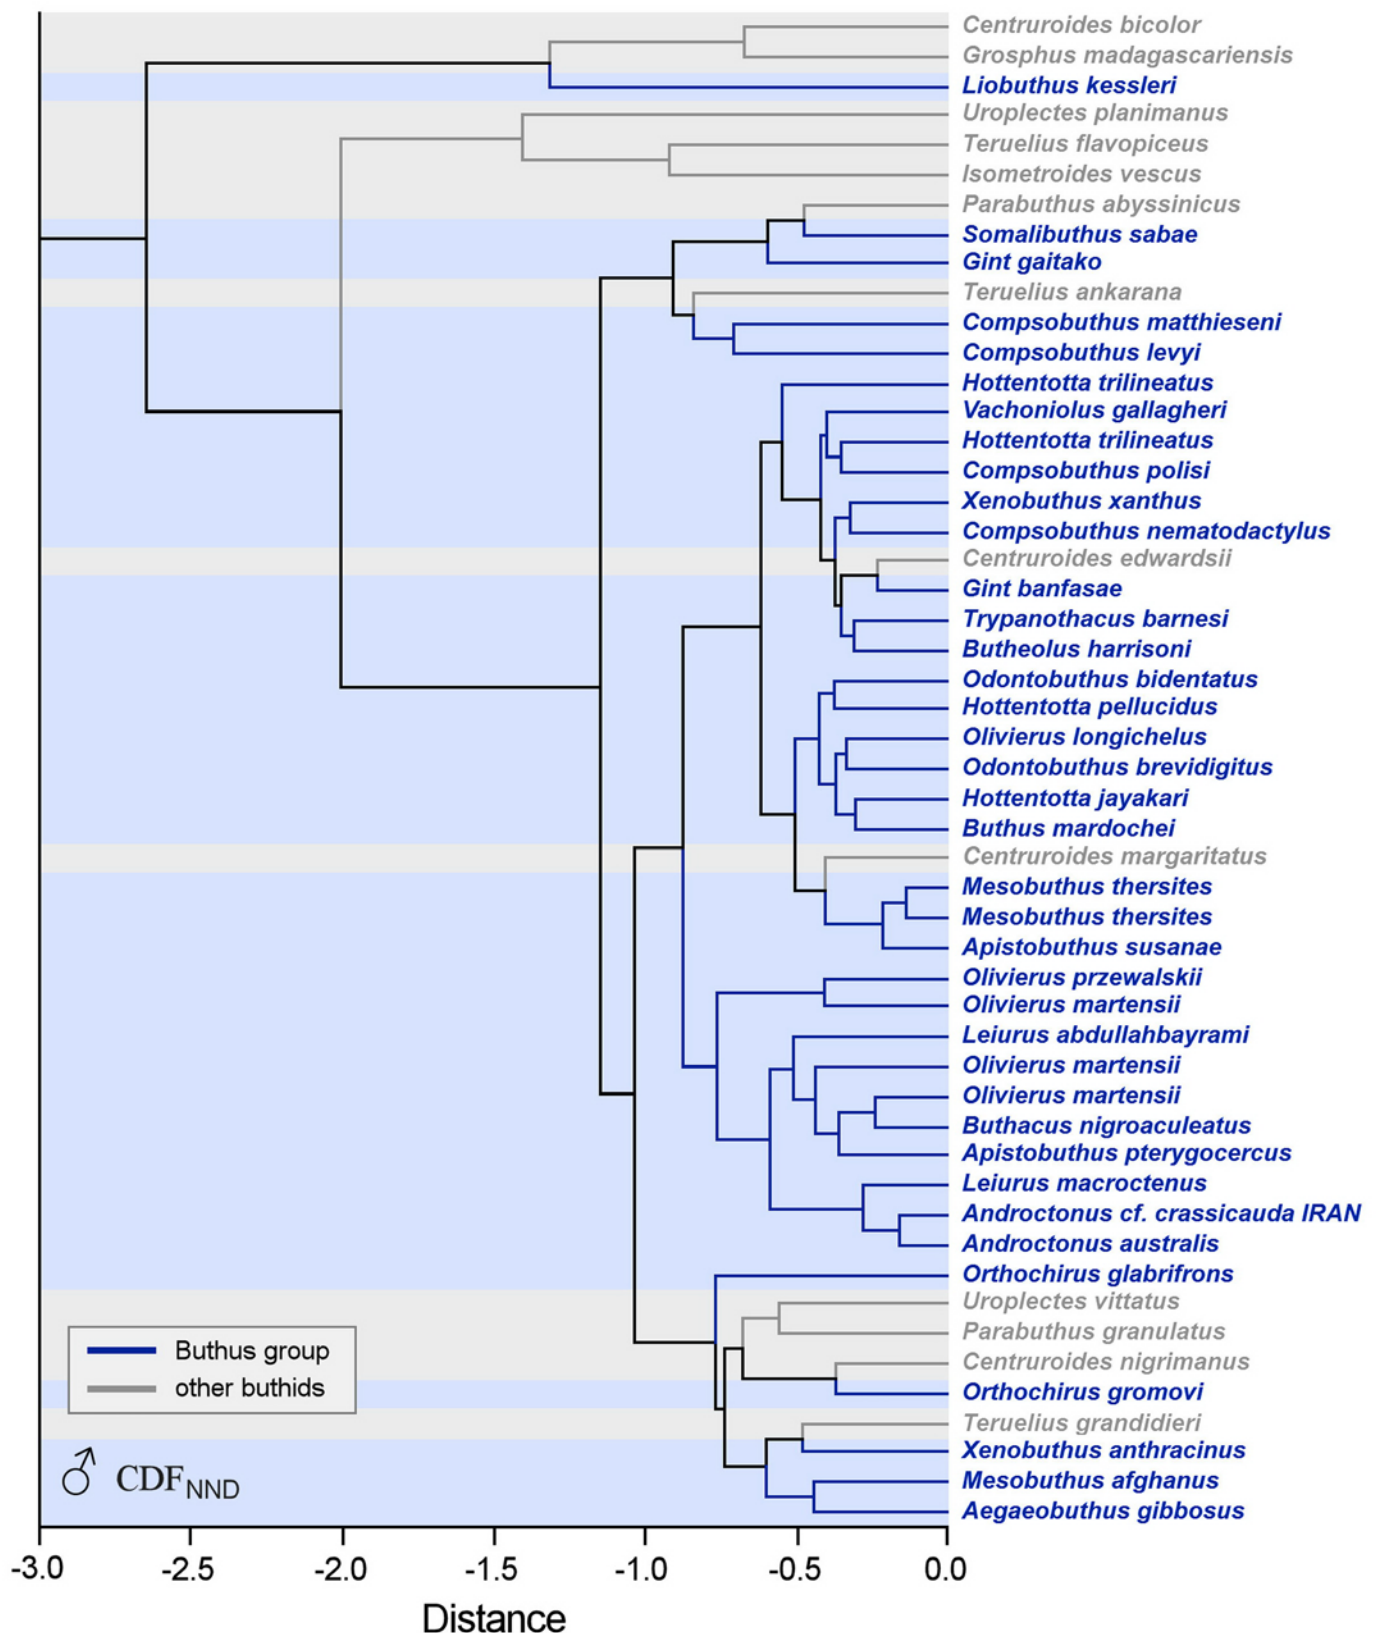 Centruroides bicolor
Grosphus madagascariensis
Liobuthus kessleri
Uroplectes planimanus
Teruelius flavopiceus
Isometroides vescus
Parabuthus abyssinicus
Somalibuthus sabae
Gint gaitako
Teruelius ankarana
Compsobuthus matthieseni
Compsobuthus levyi
Hottentotta trilineatus
Vachoniolus gallagheri
Hottentotta trilineatus
Compsobuthus polisi
Xenobuthus xanthus
Compsobuthus nematodactylus
Centruroides edwardsii
Gint banfasae
Trypanothacus barnesi
Butheolus harrisoni
Odontobuthus bidentatus
Hottentotta pellucidus
Olivierus longichelus
Odontobuthus brevidigitus
Hottentotta jayakari
Buthus mardochei
Centruroides margaritatus
Mesobuthus thersites
Mesobuthus thersites
Apistobuthus susanae
Olivierus przewalskii
Olivierus martensii
Leiurus abdullahbayrami
Olivierus martensii
Olivierus martensii
Buthacus nigroaculeatus
Apistobuthus pterygocercus
Leiurus macroctenus
Androctonus cf. crassicauda IRAN
Androctonus australis
Orthochirus glabrifrons
Uroplectes vittatus
Parabuthus granulatus
Centruroides nigrimanus
Orthochirus gromovi
Teruelius grandidieri
Xenobuthus anthracinus
Mesobuthus afghanus
Aegaeobuthus gibbosus
Buthus group
other buthids
♂ CDFNND
-3.0 -2.5 -2.0 -1.5 -1.0 -0.5 0.0
Distance